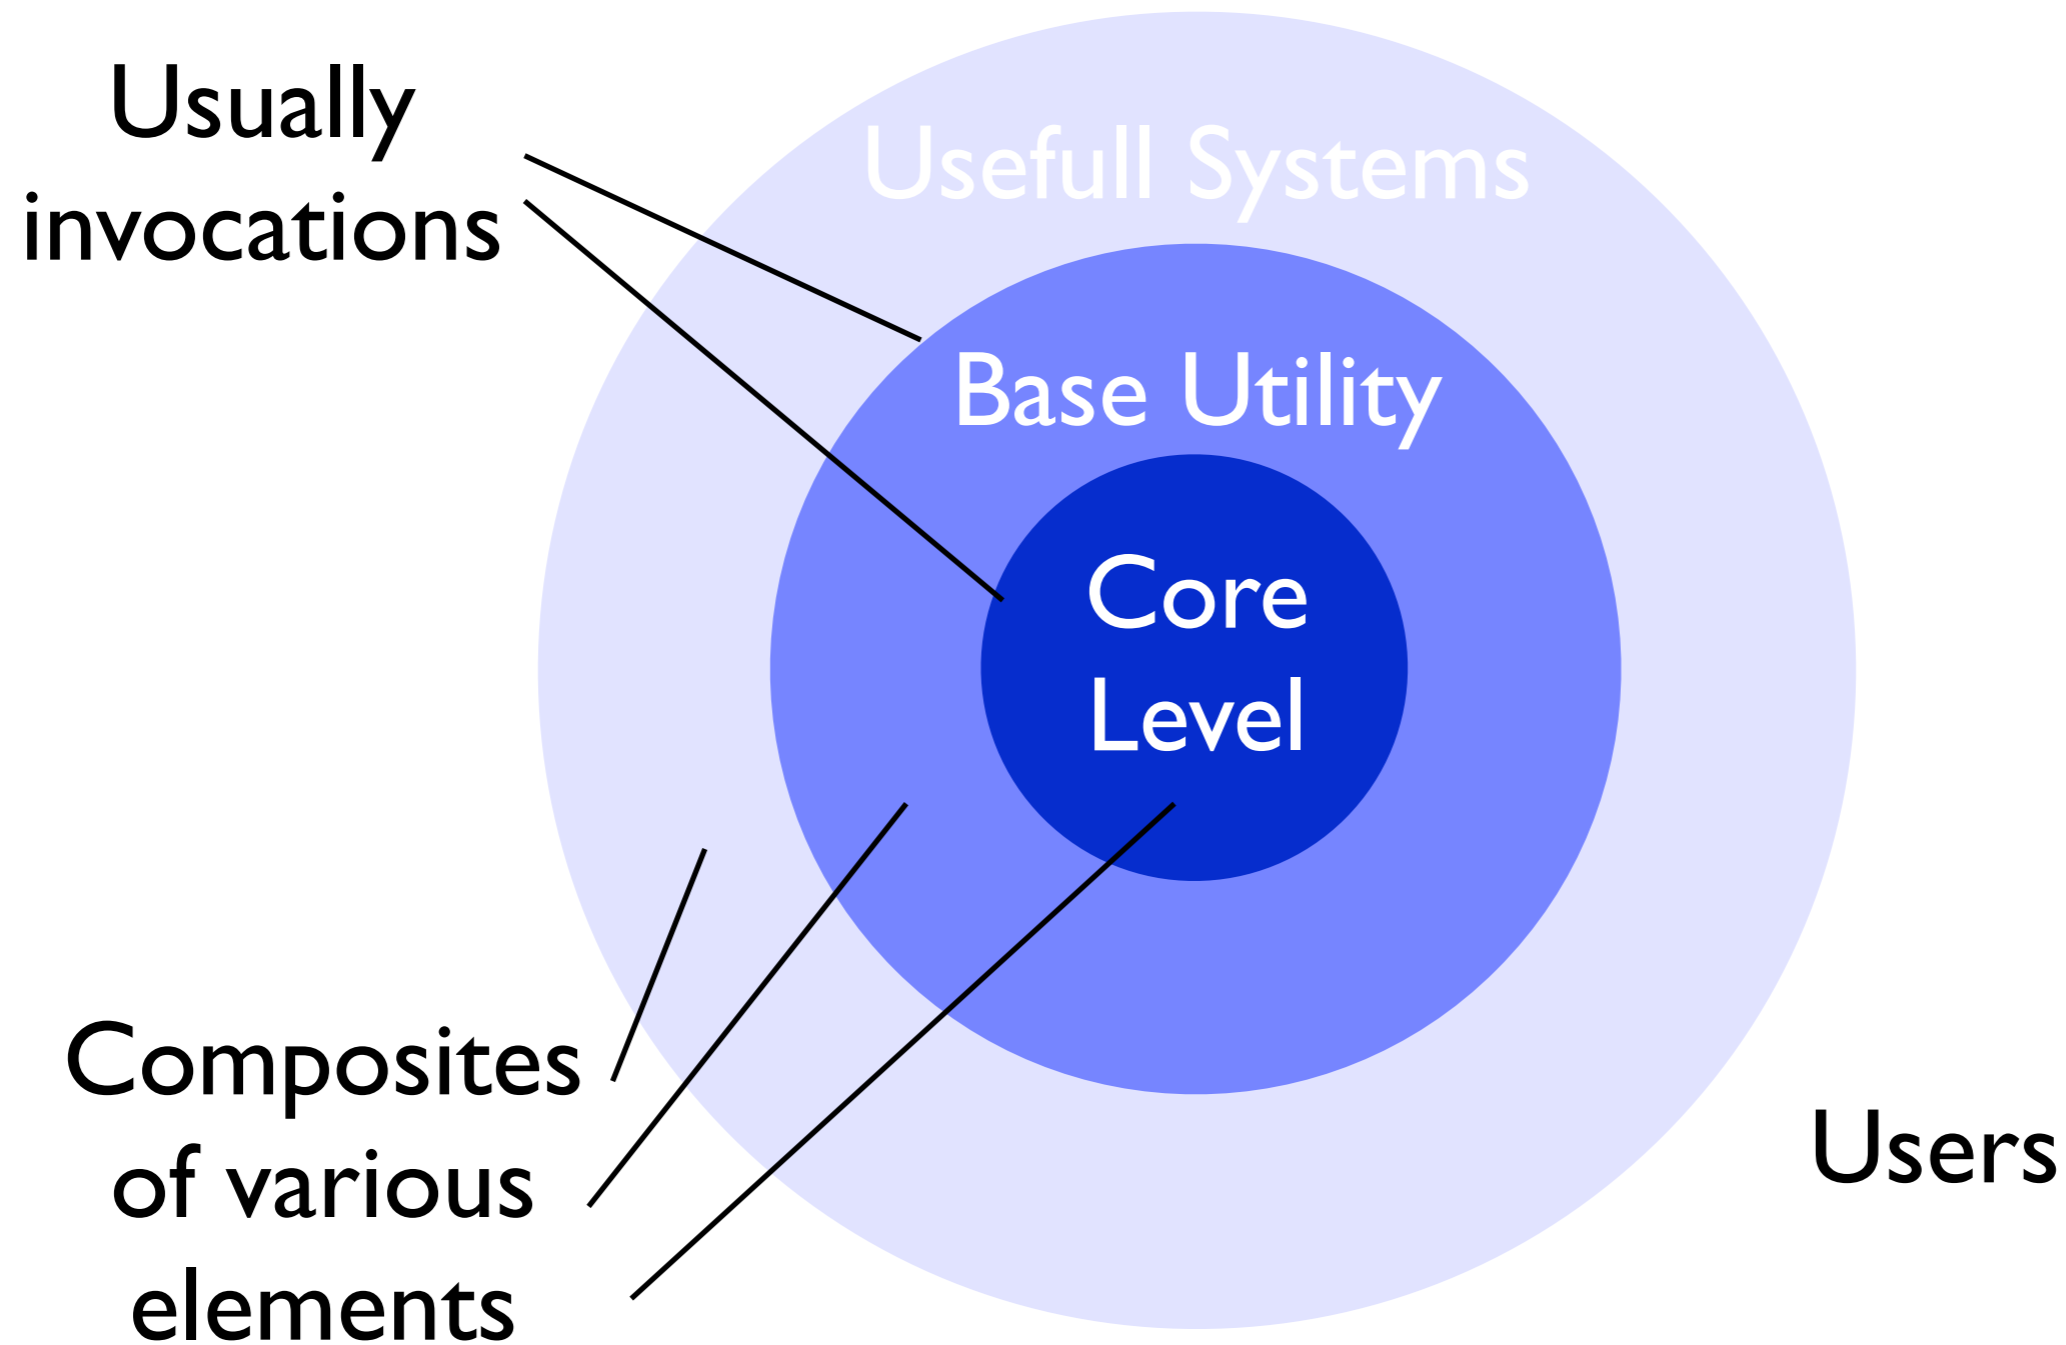 Usually
invocations
Usefull Systems
Base Utility
Core
Level
Composites
of various
elements
Users